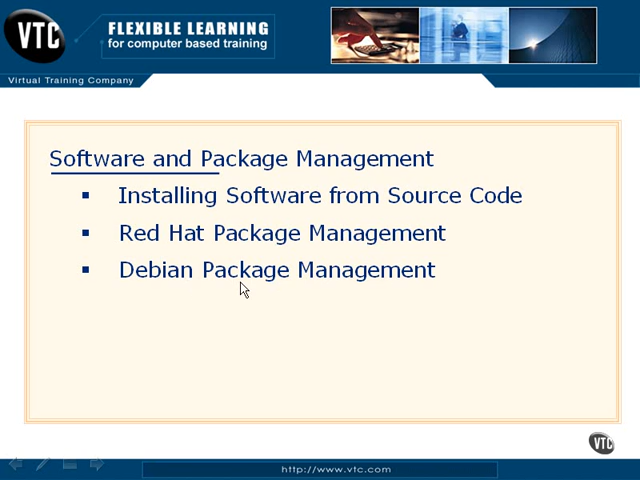 VTC
FLEXIBLE LEARNING
for computer based training
Virtual Training Company
Software and Package Management
▪ Installing Software from Source Code
▪ Red Hat Package Management
▪ Debian Package Management
VTC
http://www.vtc.com